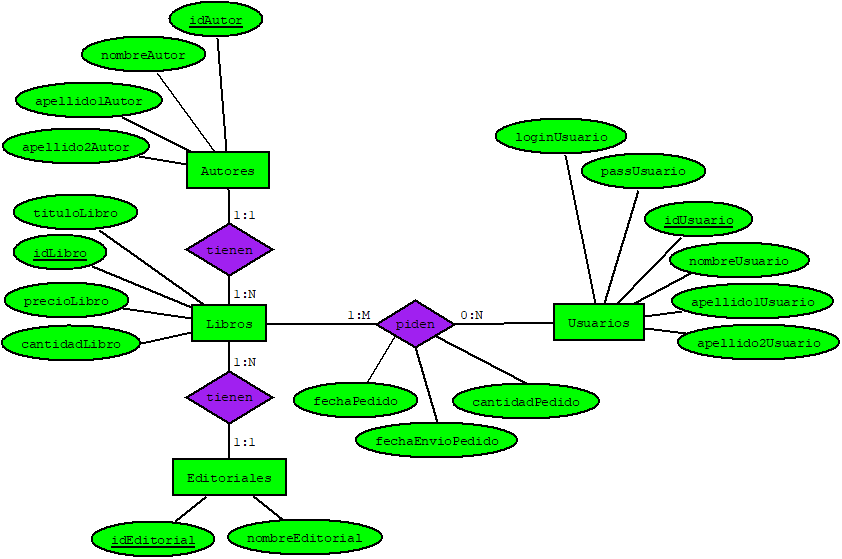 idAutor
nombreAutor
apellido1Autor
apellido2Autor
Autores
1:1
tienen
1:N
tituloLibro
idLibro
precioLibro
cantidadLibro
Libros
1:M
piden
0:N
loginUsuario
passUsuario
idUsuario
nombreUsuario
apellido1Usuario
apellido2Usuario
Usuarios
fechaPedido
fechaEnvioPedido
cantidadPedido
1:N
tienen
1:1
Editoriales
idEditorial
nombreEditorial